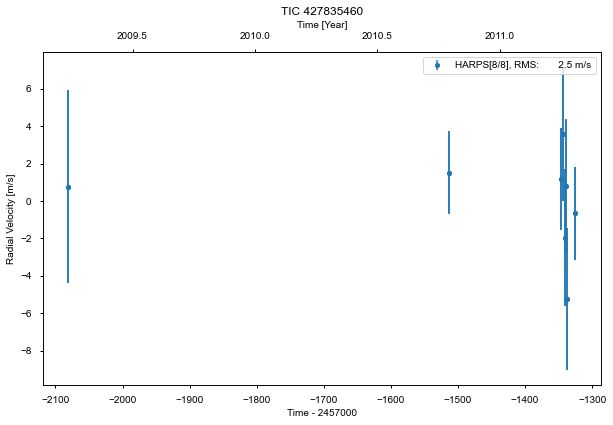 TIC 427835460
Time [Year]
2009.5 2010.0 2010.5 2011.0
HARPS[8/8], RMS: 2.5 m/s
Radial Velocity [m/s]
6
4
2
0
−2
−4
−6
−8
−2100 −2000 −1900 −1800 −1700 −1600 −1500 −1400 −1300
Time - 2457000